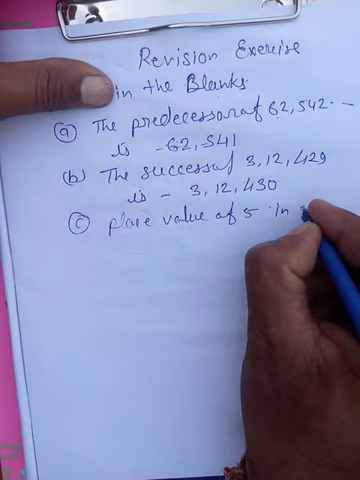 Revision Exercise
in the Blanks.
(a) The predecessor of 62,542. -
is - 62,541
(b) The success of 3,12,429
is - 3,12,430
(c) place value of 5 in